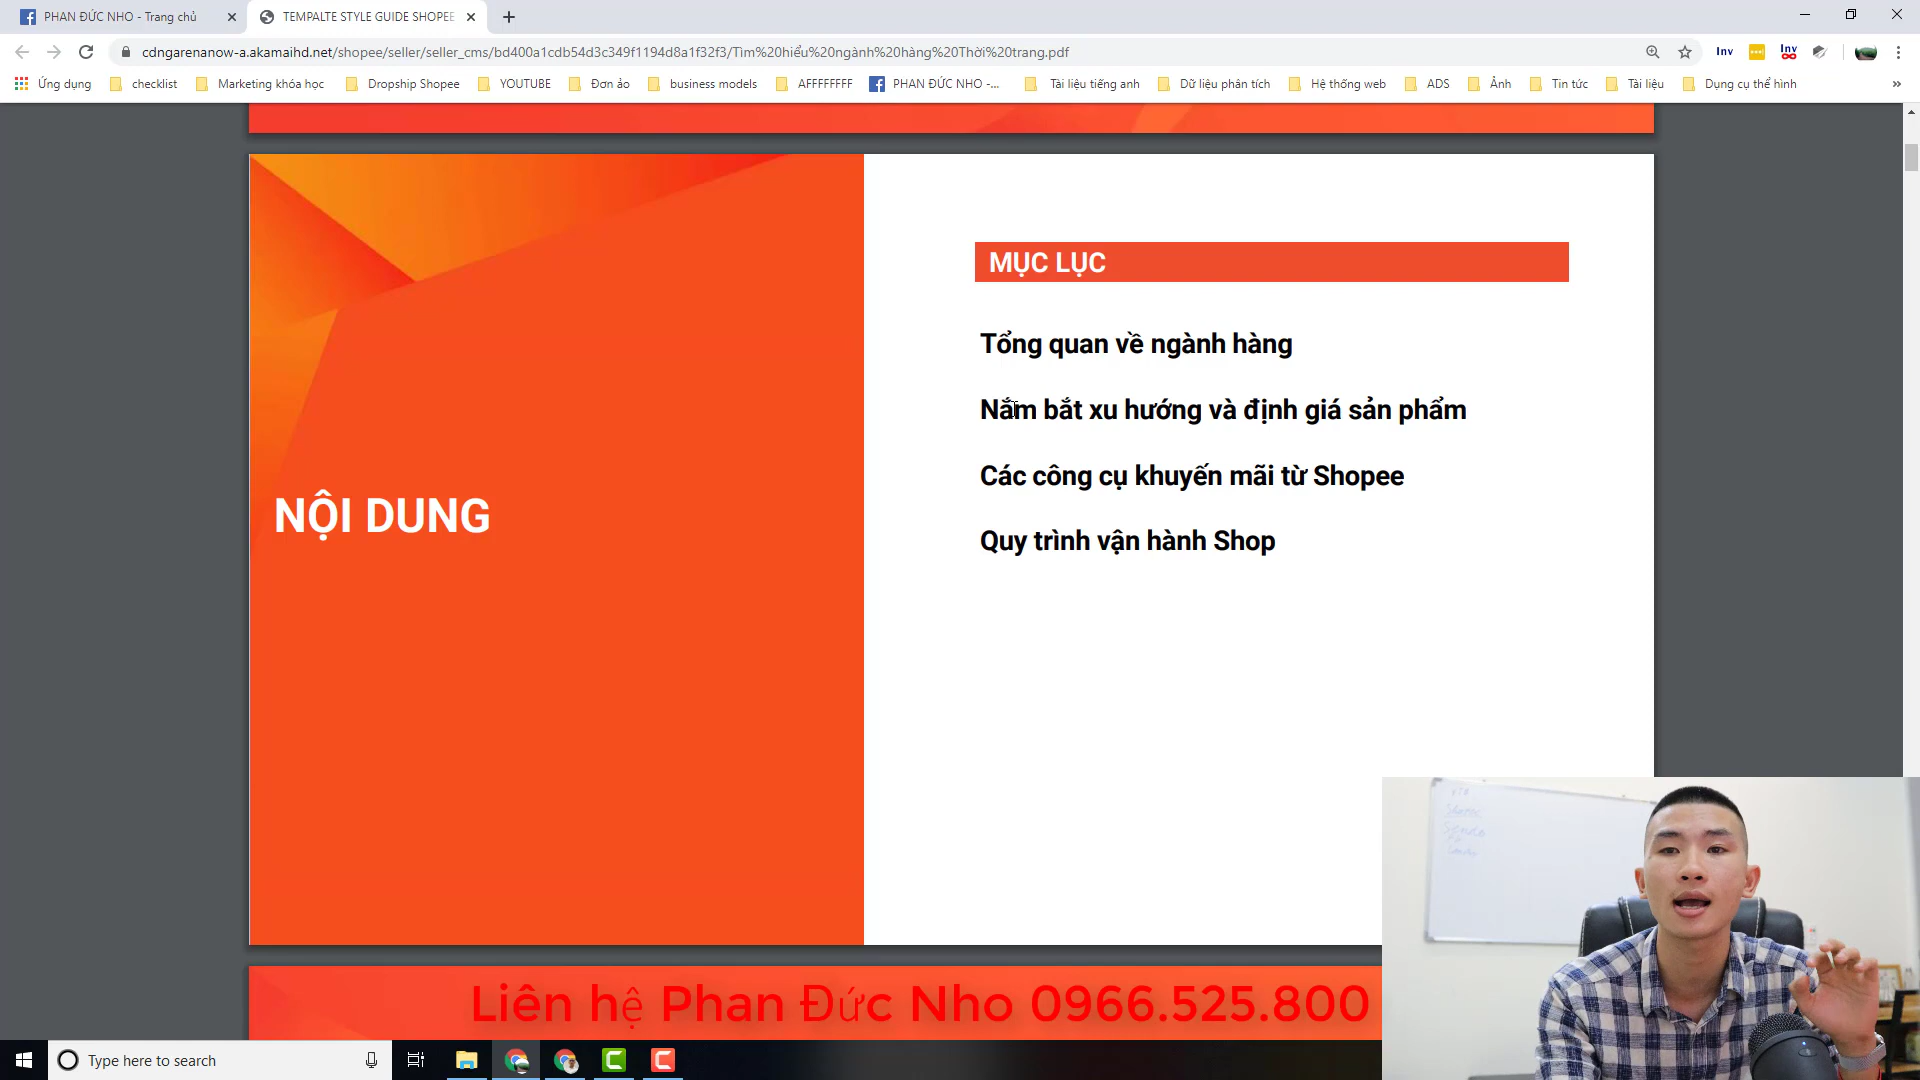 PHAN ĐỨC NHO - Trang chủ
TEMPALTE STYLE GUIDE SHOPEE
cdngarenanow-a.akamaihd.net/shopee/seller/seller_cms/bd400a1cdb54d3c349f1194d8a1f32f3/Tìm%20hiểu%20ngành%20hàng%20Thời%20trang.pdf
Inv
Inv
Ứng dụng
checklist
Marketing khóa học
Dropship Shopee
YOUTUBE
Đơn ảo
business models
AFFFFFFFF
PHAN ĐỨC NHO -...
Tài liệu tiếng anh
Dữ liệu phân tích
Hệ thống web
ADS
Ảnh
Tin tức
Tài liệu
Dụng cụ thể hình
»
MỤC LỤC
Tổng quan về ngành hàng
Nắm bắt xu hướng và định giá sản phẩm
Các công cụ khuyến mãi từ Shopee
Quy trình vận hành Shop
NỘI DUNG
Shopee
Sendo
Liên hệ Phan Đức Nho 0966.525.800
Type here to search